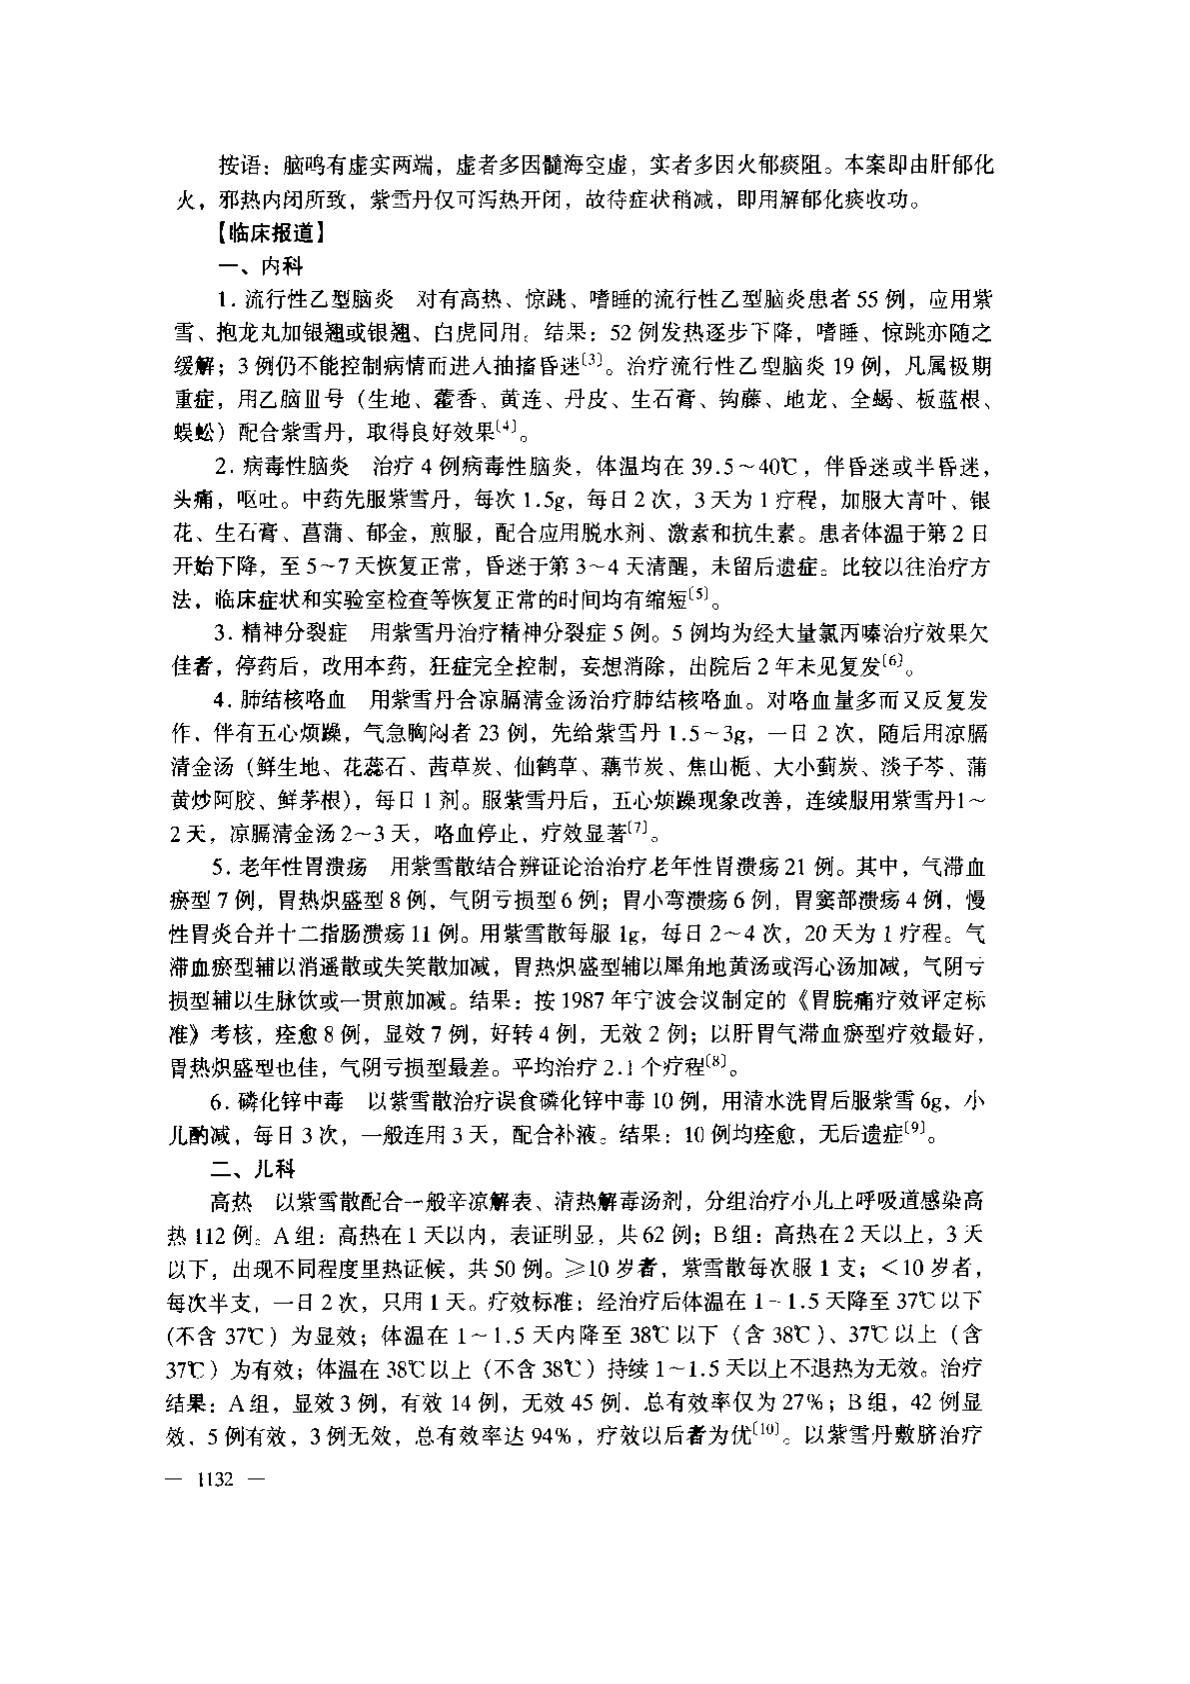 按语：脑鸣有虚实两端，虚者多因髓海空虚，实者多因火郁痰阻。本案即由肝郁化
火，邪热内闭所致，紫雪丹仅可泻热开闭，故待症状稍减，即用解郁化痰收功。
【临床报道】
一、内科
1. 流行性乙型脑炎　对有高热、惊跳、嗜睡的流行性乙型脑炎患者 55 例，应用紫
雪、抱龙丸加银翘或银翘、白虎同用。结果：52 例发热逐步下降，嗜睡、惊跳亦随之
缓解；3 例仍不能控制病情而进人抽搐昏迷〔3〕。治疗流行性乙型脑炎 19 例，凡属极期
重症，用乙脑Ⅲ号（生地、藿香、黄连、丹皮、生石膏、钩藤、地龙、全蝎、板蓝根、
蜈蚣）配合紫雪丹，取得良好效果〔4〕。
2. 病毒性脑炎　治疗 4 例病毒性脑炎，体温均在 39.5～40℃，伴昏迷或半昏迷，
头痛，呕吐。中药先服紫雪丹，每次 1.5g，每日 2 次，3 天为 1 疗程，加服大青叶、银
花、生石膏、菖蒲、郁金，煎服，配合应用脱水剂、激素和抗生素。患者体温于第 2 日
开始下降，至 5～7 天恢复正常，昏迷于第 3～4 天清醒，未留后遗症。比较以往治疗方
法，临床症状和实验室检查等恢复正常的时间均有缩短〔5〕。
3. 精神分裂症　用紫雪丹治疗精神分裂症 5 例。5 例均为经大量氯丙嗪治疗效果欠
佳者，停药后，改用本药，狂症完全控制，妄想消除，出院后 2 年未见复发〔6〕。
4. 肺结核咯血　用紫雪丹合凉膈清金汤治疗肺结核咯血。对咯血量多而又反复发
作，伴有五心烦躁，气急胸闷者 23 例，先给紫雪丹 1.5～3g，一日 2 次，随后用凉膈
清金汤（鲜生地、花蕊石、茜草炭、仙鹤草、藕节炭、焦山栀、大小蓟炭、淡子芩、蒲
黄炒阿胶、鲜茅根），每日 1 剂。服紫雪丹后，五心烦躁现象改善，连续服用紫雪丹1～
2 天，凉膈清金汤 2～3 天，咯血停止，疗效显著〔7〕。
5. 老年性胃溃疡　用紫雪散结合辨证论治治疗老年性胃溃疡 21 例。其中，气滞血
瘀型 7 例，胃热炽盛型 8 例，气阴亏损型 6 例；胃小弯溃疡 6 例，胃窦部溃疡 4 例，慢
性胃炎合并十二指肠溃疡 11 例。用紫雪散每服 1g，每日 2～4 次，20 天为 1 疗程。气
滞血瘀型辅以消遥散或失笑散加减，胃热炽盛型辅以犀角地黄汤或泻心汤加减，气阴亏
损型辅以生脉饮或一贯煎加减。结果：按 1987 年宁波会议制定的《胃脘痛疗效评定标
准》考核，痊愈 8 例，显效 7 例，好转 4 例，无效 2 例；以肝胃气滞血瘀型疗效最好，
胃热炽盛型也佳，气阴亏损型最差。平均治疗 2.1 个疗程〔8〕。
6. 磷化锌中毒　以紫雪散治疗误食磷化锌中毒 10 例，用清水洗胃后服紫雪 6g，小
儿酌减，每日 3 次，一般连用 3 天，配合补液。结果：10 例均痊愈，无后遗症〔9〕。
二、儿科
高热　以紫雪散配合一般辛凉解表、清热解毒汤剂，分组治疗小儿上呼吸道感染高
热 112 例。A 组：高热在 1 天以内，表证明显，共 62 例；B 组：高热在 2 天以上，3 天
以下，出现不同程度里热证候，共 50 例。≥10 岁者，紫雪散每次服 1 支；＜10 岁者，
每次半支，一日 2 次，只用 1 天。疗效标准：经治疗后体温在 1～1.5 天降至 37℃以下
（不含 37℃）为显效；体温在 1～1.5 天内降至 38℃以下（含 38℃）、37℃以上（含
37℃）为有效；体温在 38℃以上（不含 38℃）持续 1～1.5 天以上不退热为无效。治疗
结果：A 组，显效 3 例，有效 14 例，无效 45 例，总有效率仅为 27%；B 组，42 例显
效，5 例有效，3 例无效，总有效率达 94%，疗效以后者为优〔10〕。以紫雪丹敷脐治疗
— 1132 —